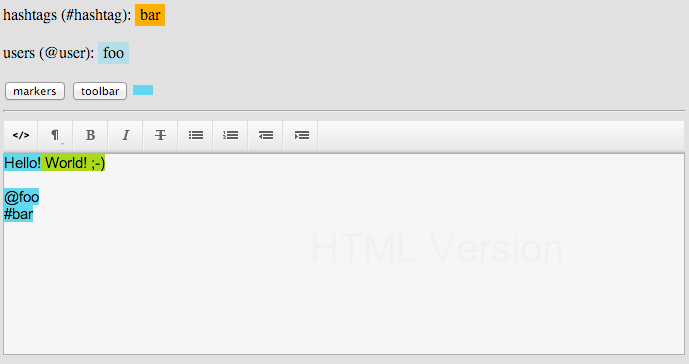 hashtags (#hashtag): bar
users (@user): foo
markers toolbar
</> ¶ B I T
Hello! World! ;-)
@foo
#bar
HTML Version